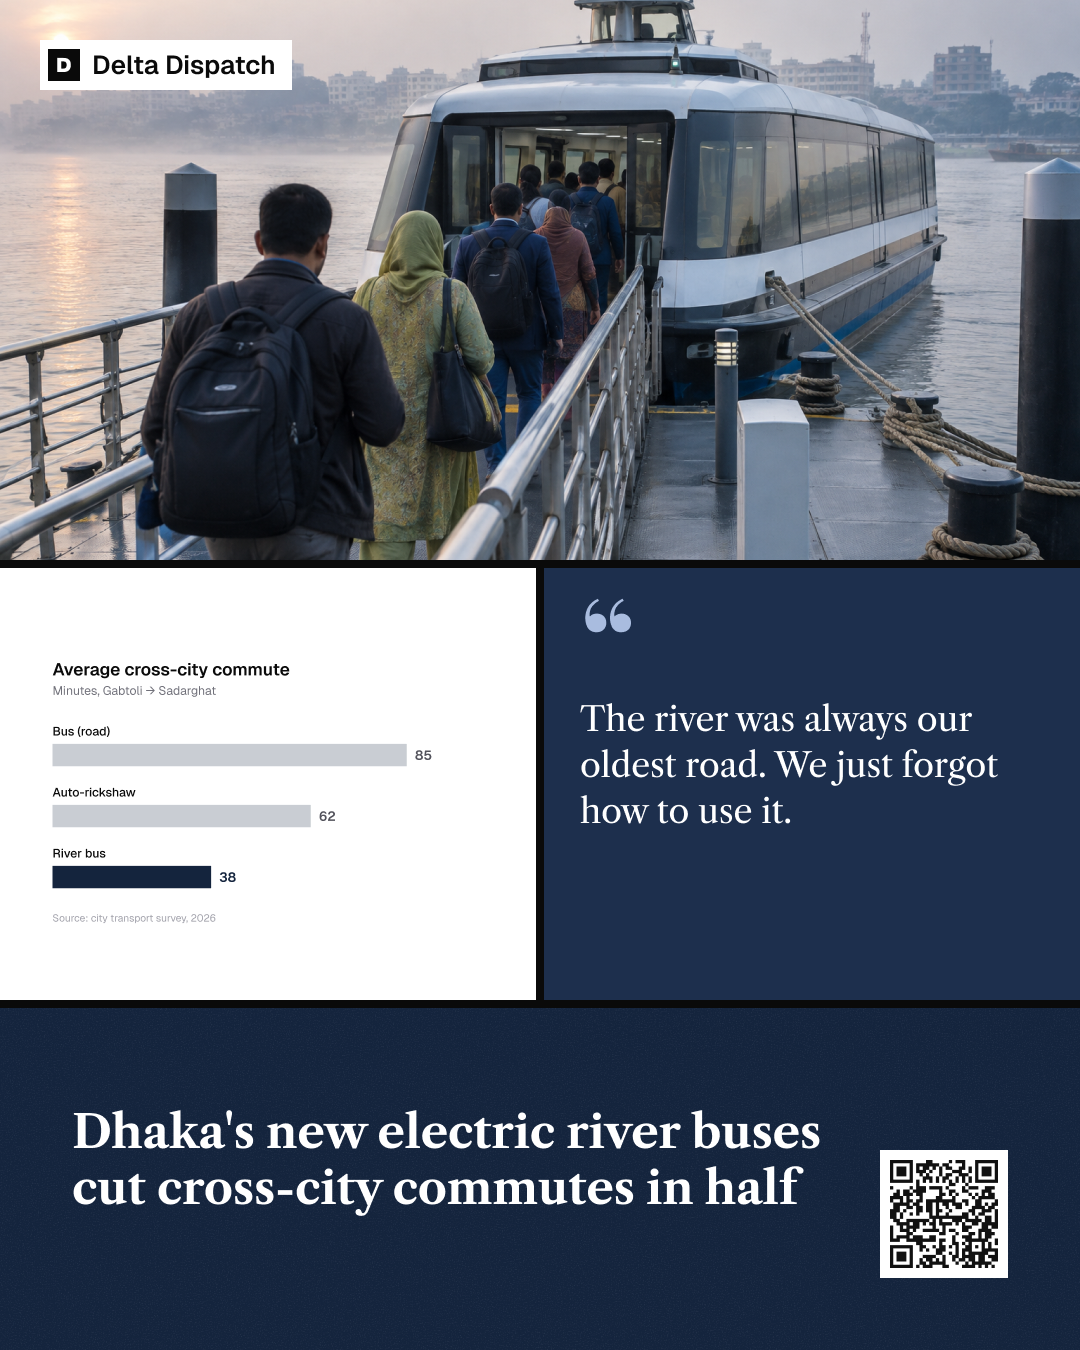 D Delta Dispatch
Average cross-city commute
Minutes, Gabtoli → Sadarghat
Bus (road)
85
Auto-rickshaw
62
River bus
38
Source: city transport survey, 2026
“
The river was always our
oldest road. We just forgot
how to use it.
Dhaka's new electric river buses
cut cross-city commutes in half